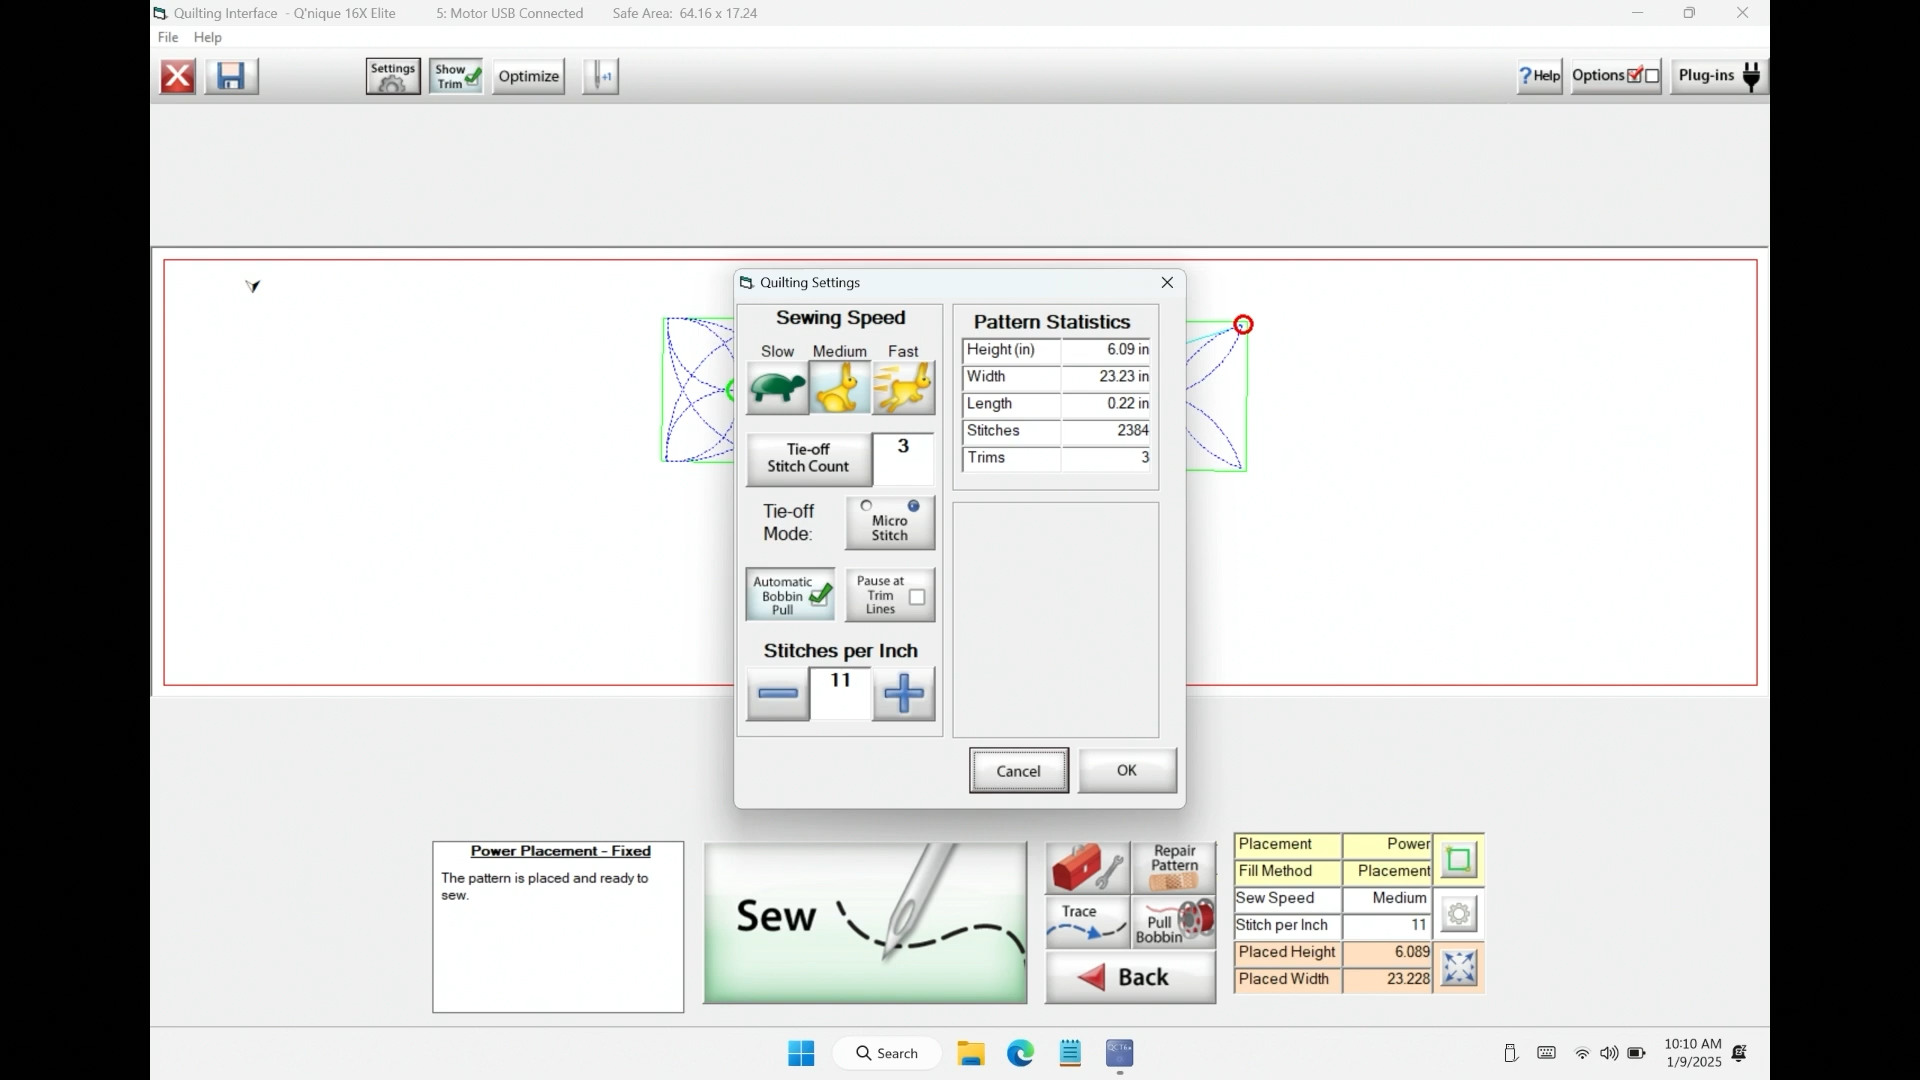 Quilting Interface - Q'nique 16X Elite 5: Motor USB Connected Safe Area: 64.16 x 17.24
File Help
Settings
Show
Trim
Optimize
+1
?Help
Options
Plug-ins
Quilting Settings
Sewing Speed
Slow Medium Fast
Tie-off
Stitch Count
3
Tie-off
Mode:
Micro
Stitch
Automatic
Bobbin
Pull
Pause at
Trim
Lines
Stitches per Inch
11
Pattern Statistics
Height (in) 6.09 in
Width 23.23 in
Length 0.22 in
Stitches 2384
Trims 3
Cancel
OK
Power Placement - Fixed
The pattern is placed and ready to
sew.
Sew
Repair
Pattern
Trace
Pull
Bobbin
Back
Placement Power
Fill Method Placement
Sew Speed Medium
Stitch per Inch 11
Placed Height 6.089
Placed Width 23.228
Search
10:10 AM
1/9/2025